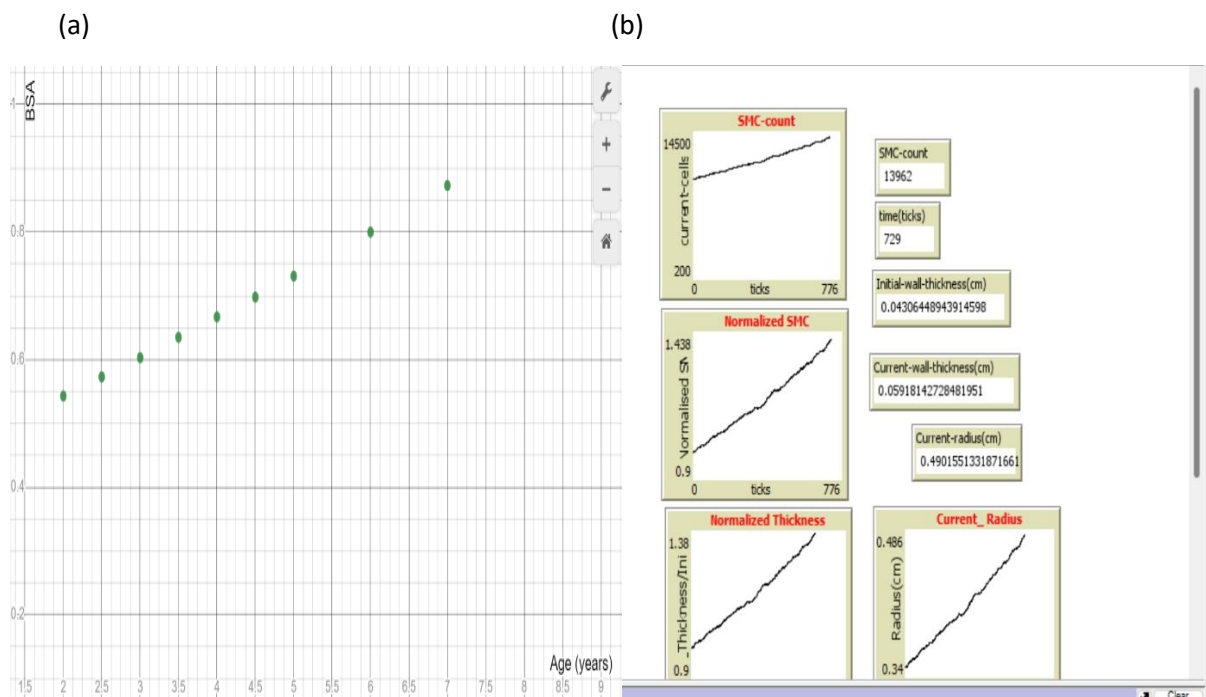 (a)
(b)
BSA
1
0.8
0.6
0.4
0.2
Age (years)
1.5 2 2.5 3 3.5 4 4.5 5 5.5 6 6.5 7 7.5 8 8.5 9
SMC-count
14500
current-cells
200
0 ticks 776
SMC-count
13962
time(ticks)
729
Initial-wall-thickness(cm)
0.04306448943914598
Normalized SMC
1.438
Normalised
0.9
0 ticks 776
Current-wall-thickness(cm)
0.05918142728481951
Current-radius(cm)
0.4901551331871661
Normalized Thickness
1.38
_Thickness/Ini
0.9
Current_ Radius
0.486
Radius(cm)
0.34
Clear